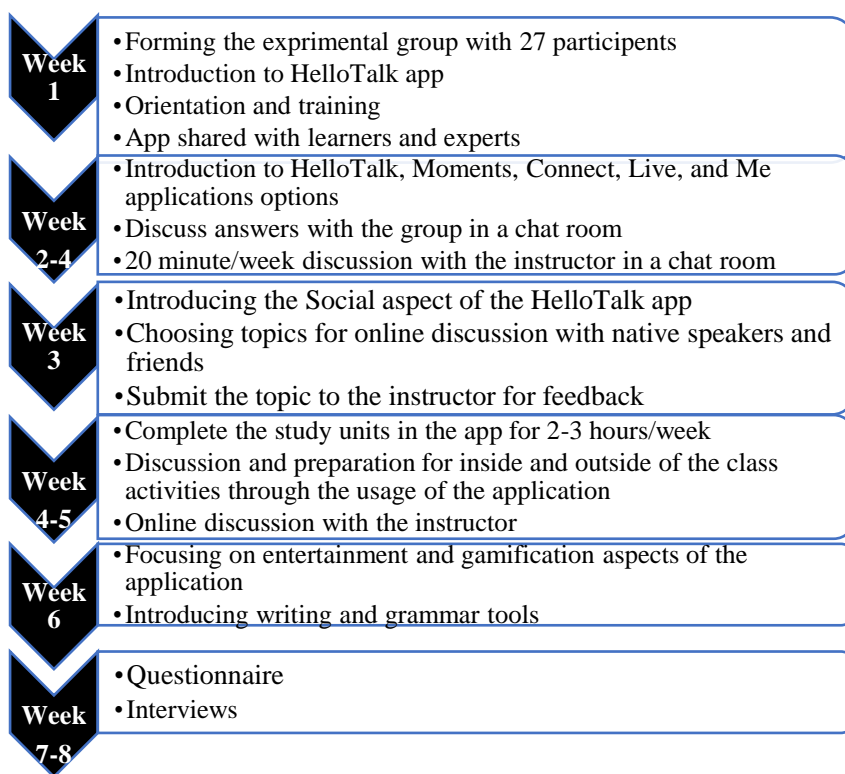 Week
1
•Forming the exprimental group with 27 participents
•Introduction to HelloTalk app
•Orientation and training
•App shared with learners and experts
Week
2-4
•Introduction to HelloTalk, Moments, Connect, Live, and Me
applications options
•Discuss answers with the group in a chat room
•20 minute/week discussion with the instructor in a chat room
Week
3
•Introducing the Social aspect of the HelloTalk app
•Choosing topics for online discussion with native speakers and
friends
•Submit the topic to the instructor for feedback
Week
4-5
•Complete the study units in the app for 2-3 hours/week
•Discussion and preparation for inside and outside of the class
activities through the usage of the application
•Online discussion with the instructor
Week
6
•Focusing on entertainment and gamification aspects of the
application
•Introducing writing and grammar tools
Week
7-8
•Questionnaire
•Interviews